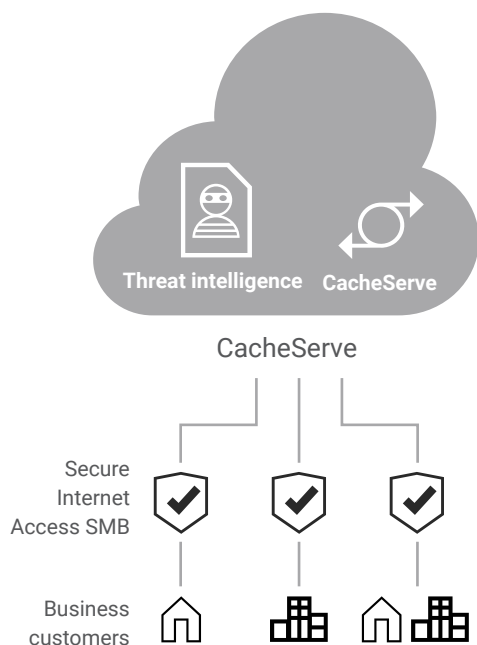 Threat intelligence CacheServe
CacheServe
Secure
Internet
Access SMB
Business
customers